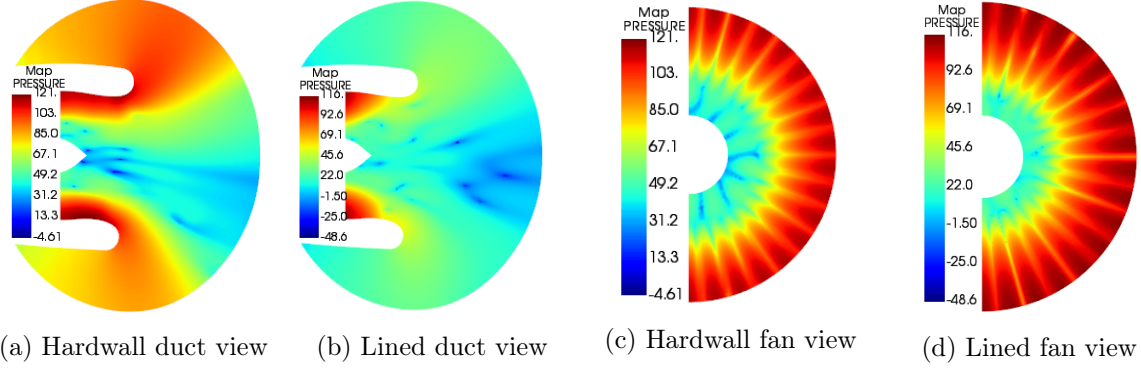 Map
PRESSURE
121.
103.
85.0
67.1
49.2
31.2
13.3
-4.61
(a) Hardwall duct view
Map
PRESSURE
116.
92.6
69.1
45.6
22.0
-1.50
-25.0
-48.6
(b) Lined duct view
Map
PRESSURE
121.
103.
85.0
67.1
49.2
31.2
13.3
-4.61
(c) Hardwall fan view
Map
PRESSURE
116.
92.6
69.1
45.6
22.0
-1.50
-25.0
-48.6
(d) Lined fan view